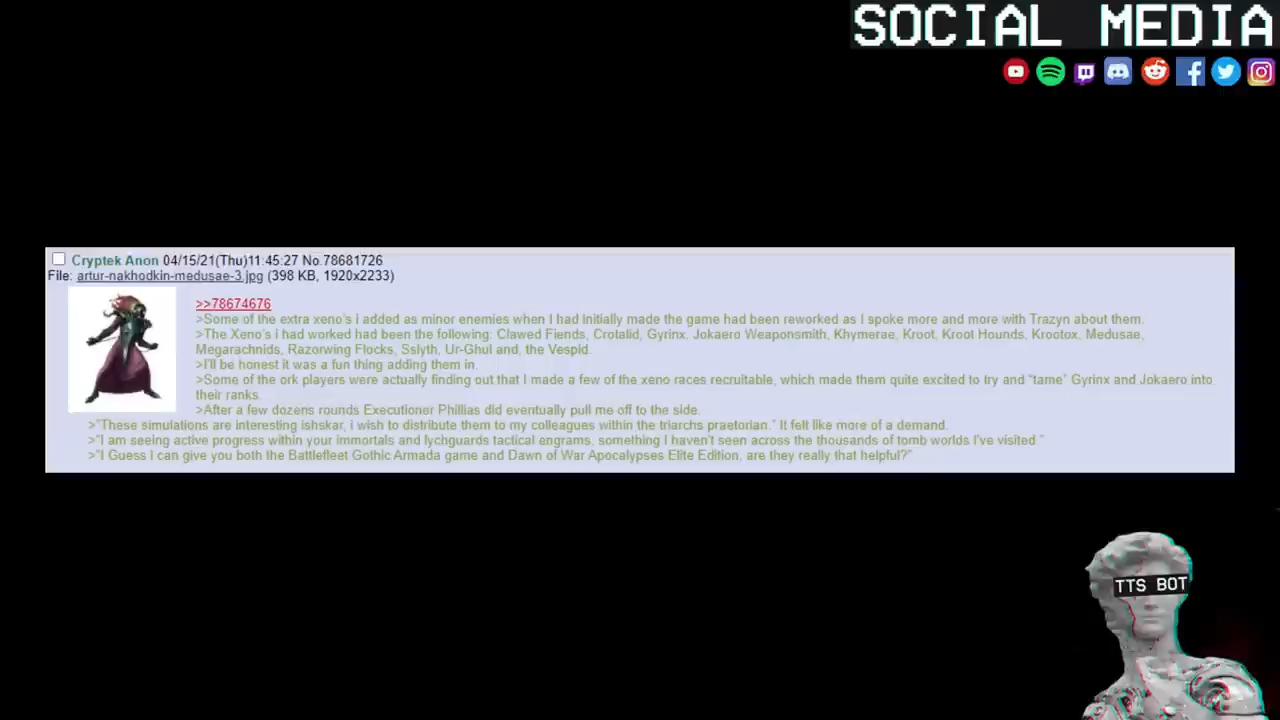 SOCIAL MEDIA
Cryptek Anon 04/15/21(Thu)11:45:27 No.78681726
File: artur-nakhodkin-medusae-3.jpg (398 KB, 1920x2233)
>>78674676
>Some of the extra xeno's i added as minor enemies when I had initially made the game had been reworked as I spoke more and more with Trazyn about them.
>The Xeno's i had worked had been the following: Clawed Fiends, Crotalid, Gyrinx. Jokaero Weaponsmith, Khymerae, Kroot, Kroot Hounds, Krootox, Medusae,
Megarachnids, Razorwing Flocks, Sslyth, Ur-Ghul and, the Vespid.
>I'll be honest it was a fun thing adding them in.
>Some of the ork players were actually finding out that I made a few of the xeno races recruitable, which made them quite excited to try and "tame" Gyrinx and Jokaero into
their ranks.
>After a few dozens rounds Executioner Phillias did eventually pull me off to the side.
>"These simulations are interesting ishskar, i wish to distribute them to my colleagues within the triarchs praetorian." It felt like more of a demand.
>"I am seeing active progress within your immortals and lychguards tactical engrams, something I haven't seen across the thousands of tomb worlds I've visited."
>"I Guess I can give you both the Battlefleet Gothic Armada game and Dawn of War Apocalypses Elite Edition, are they really that helpful?"
TTS BOT